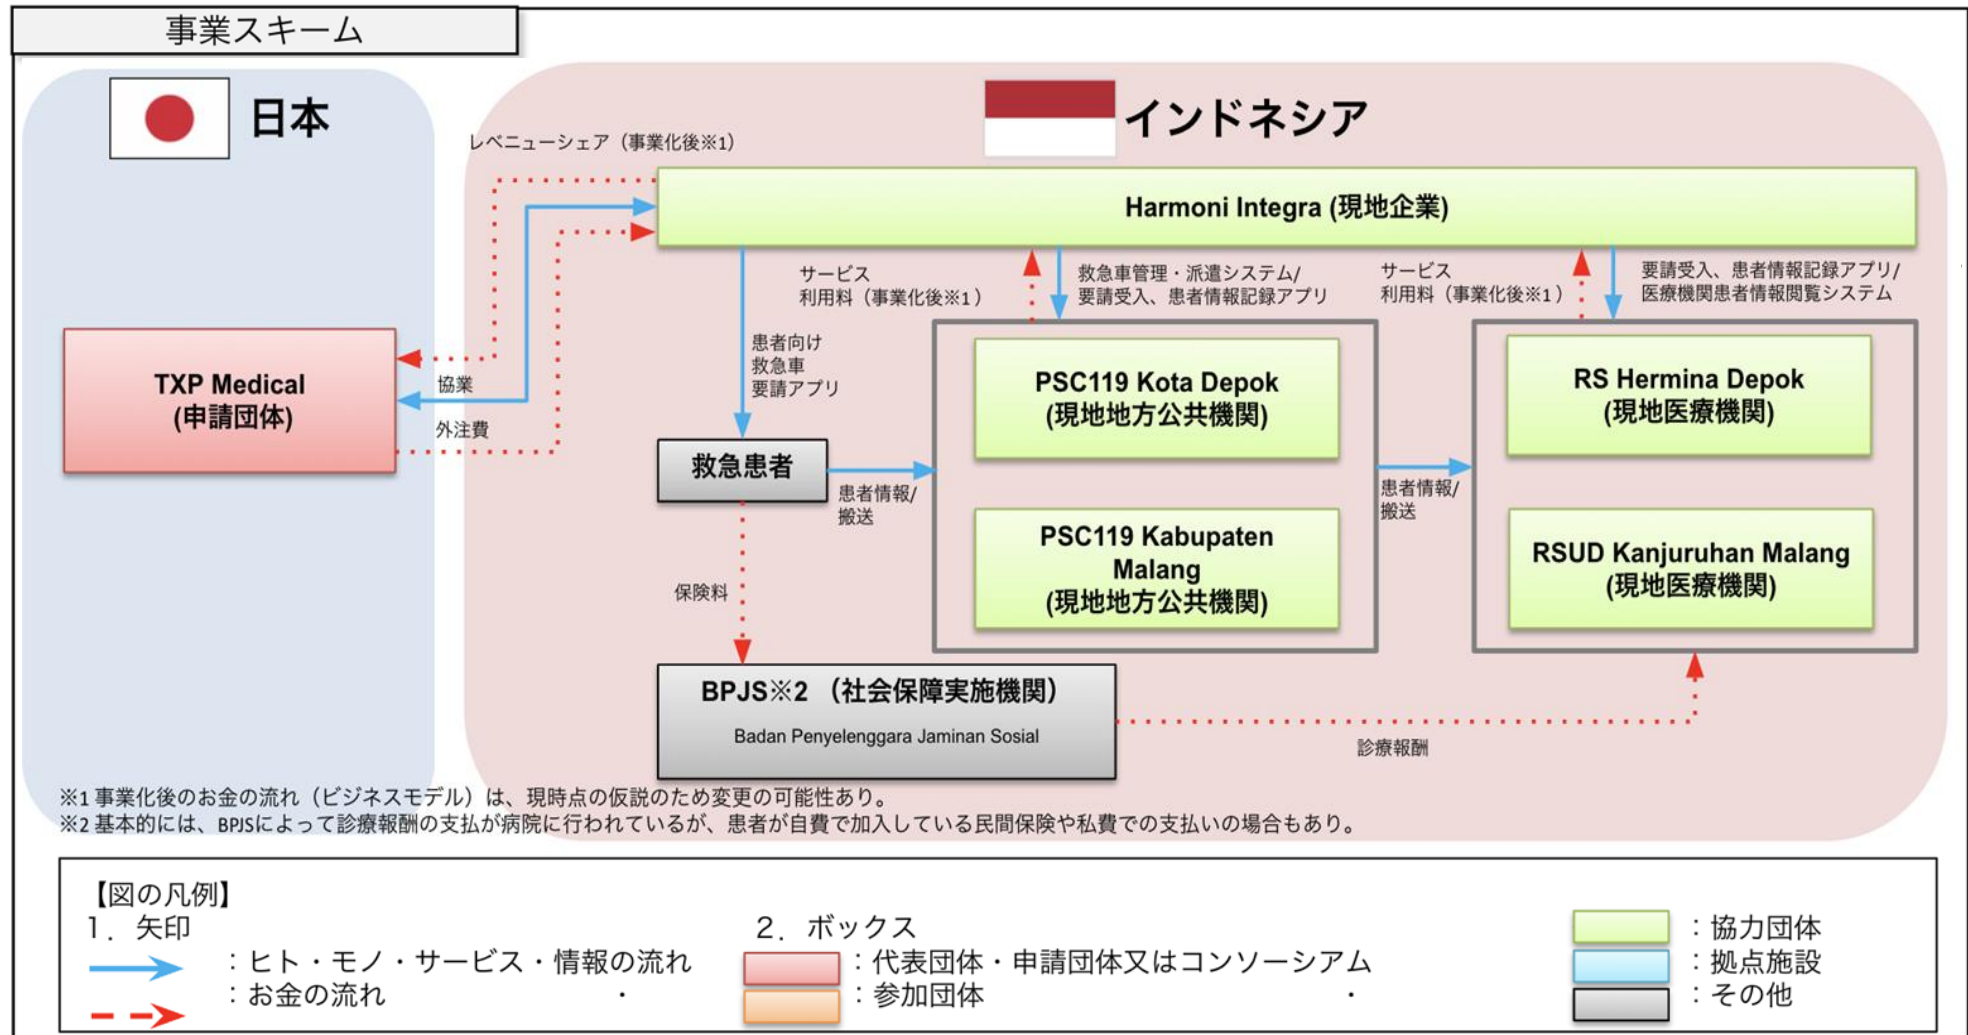 事業スキーム
日本
インドネシア
レベニューシェア（事業化後※1）
Harmoni Integra (現地企業)
サービス
利用料（事業化後※1）
救急車管理・派遣システム/
要請受入、患者情報記録アプリ
サービス
利用料（事業化後※1）
要請受入、患者情報記録アプリ/
医療機関患者情報閲覧システム
患者向け
救急車
要請アプリ
TXP Medical
(申請団体)
協業
外注費
PSC119 Kota Depok
(現地地方公共機関)
RS Hermina Depok
(現地医療機関)
救急患者
患者情報/
搬送
患者情報/
搬送
PSC119 Kabupaten
Malang
(現地地方公共機関)
RSUD Kanjuruhan Malang
(現地医療機関)
保険料
BPJS※2 （社会保障実施機関）
Badan Penyelenggara Jaminan Sosial
診療報酬
※1 事業化後のお金の流れ（ビジネスモデル）は、現時点の仮説のため変更の可能性あり。
※2 基本的には、BPJSによって診療報酬の支払が病院に行われているが、患者が自費で加入している民間保険や私費での支払いの場合もあり。
【図の凡例】
1．矢印
：ヒト・モノ・サービス・情報の流れ
：お金の流れ
2．ボックス
：代表団体・申請団体又はコンソーシアム
：参加団体
：協力団体
：拠点施設
：その他